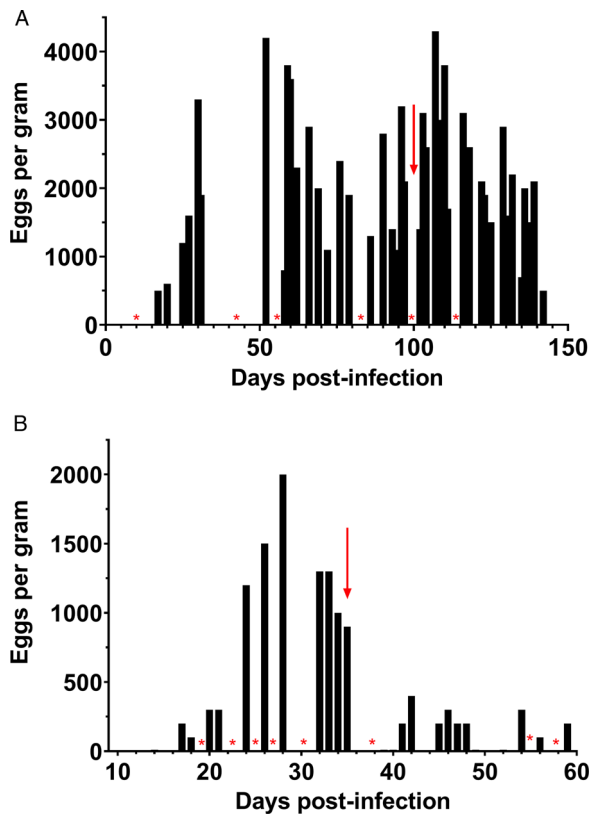 A
Eggs per gram
4000
3000
2000
1000
0
* * * * * *
0 50 100 150
Days post-infection
B
Eggs per gram
2000
1500
1000
500
0
* * * * * * * *
10 20 30 40 50 60
Days post-infection